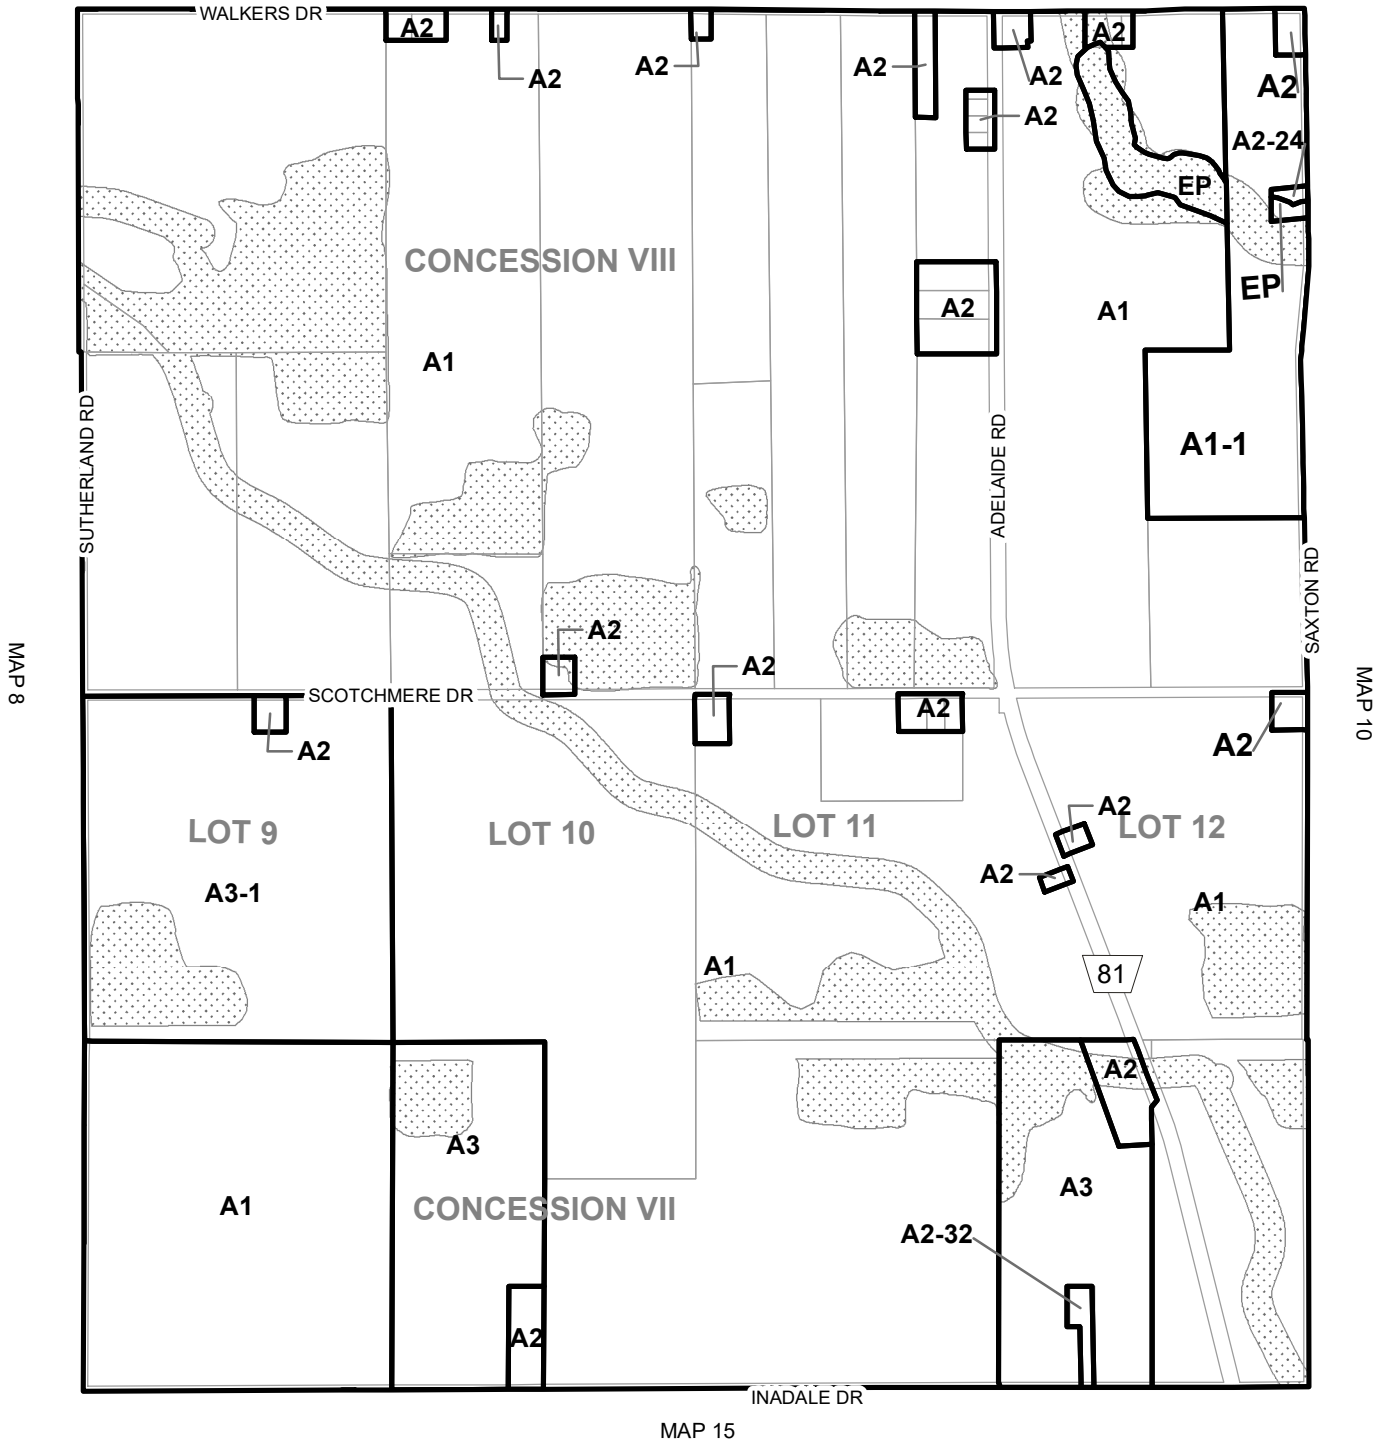 WALKERS DR
A2
A2
A2
A2
A2
A2
A2
A2
A2-24
A2
EP
EP
CONCESSION VIII
A2
A1
A1
A1-1
SUTHERLAND RD
ADELAIDE RD
SAXTON RD
MAP 8
MAP 10
A2
A2
SCOTCHMERE DR
A2
A2
A2
LOT 9
LOT 10
LOT 11
LOT 12
A2
A2
A3-1
A1
A1
81
A2
A3
A3
A1
CONCESSION VII
A2-32
A2
INADALE DR
MAP 15